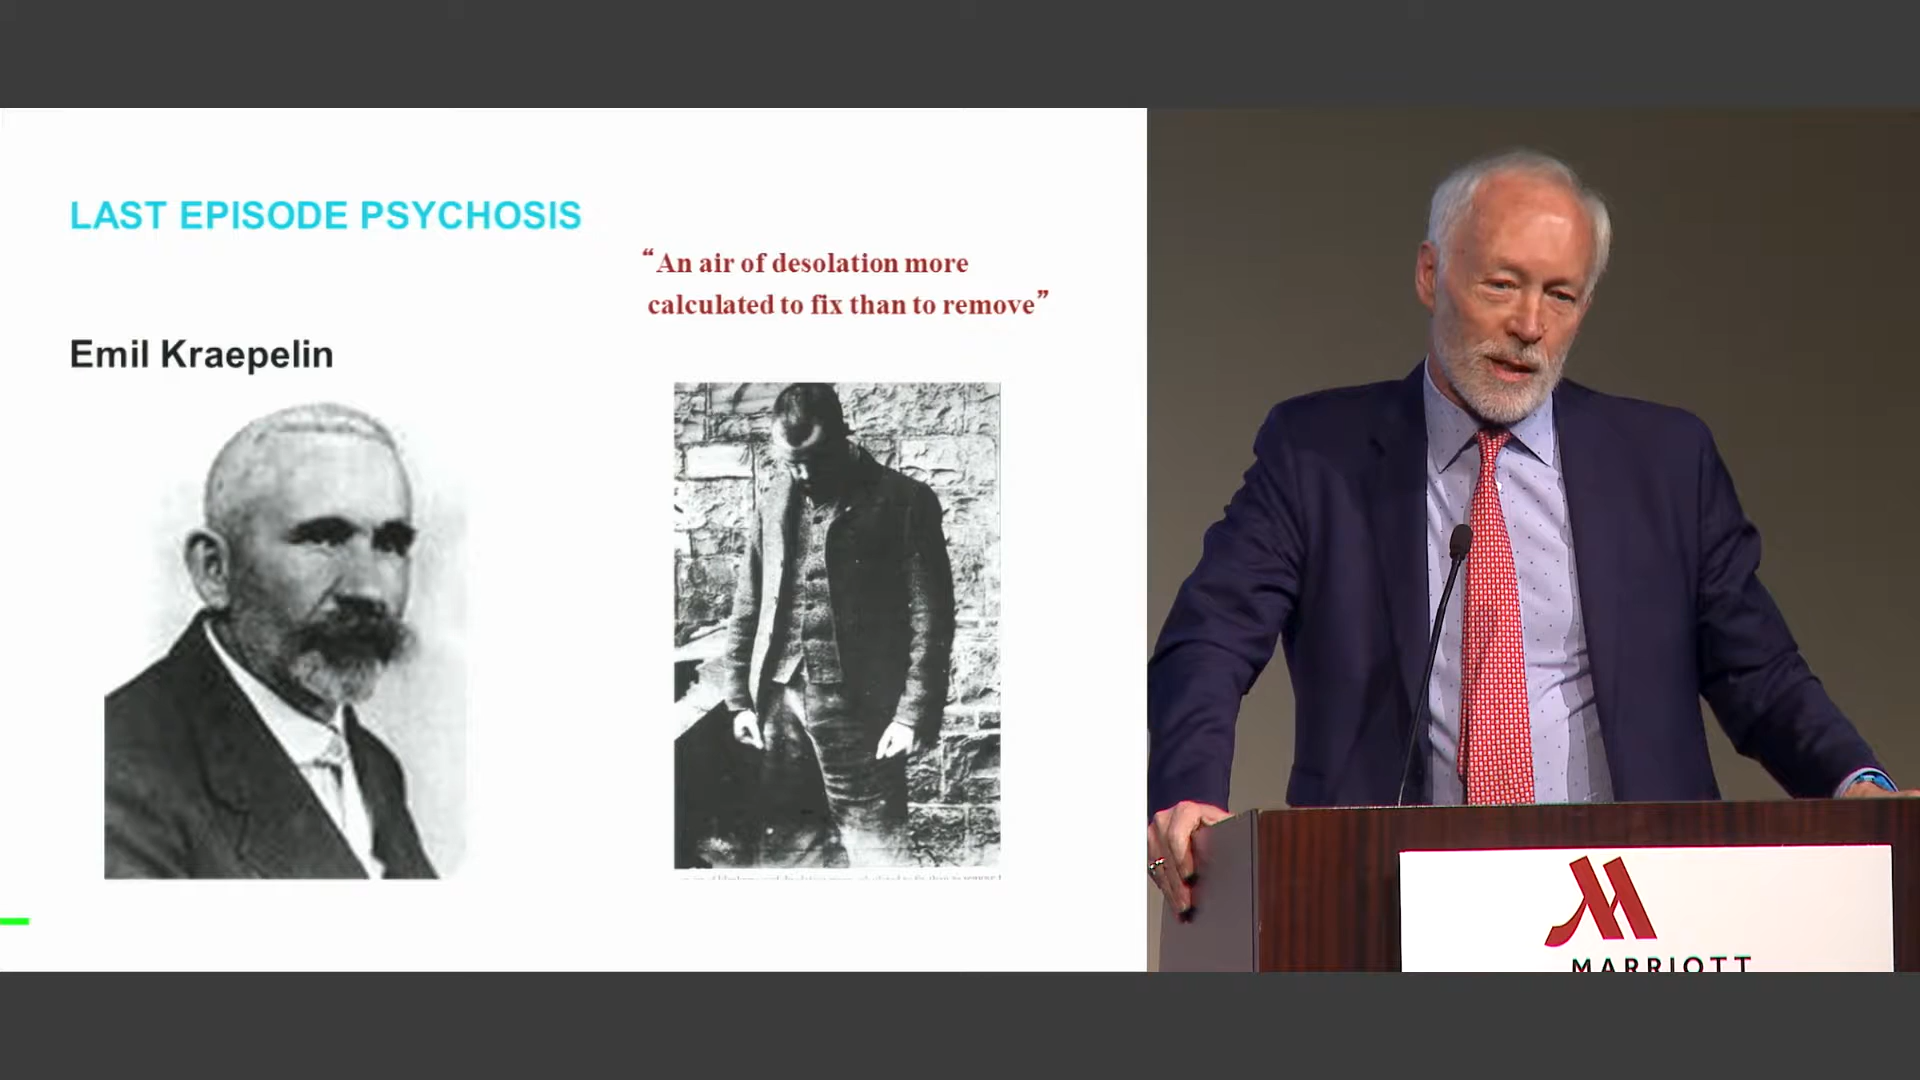 LAST EPISODE PSYCHOSIS
“An air of desolation more
calculated to fix than to remove”
Emil Kraepelin
MARRIOTT